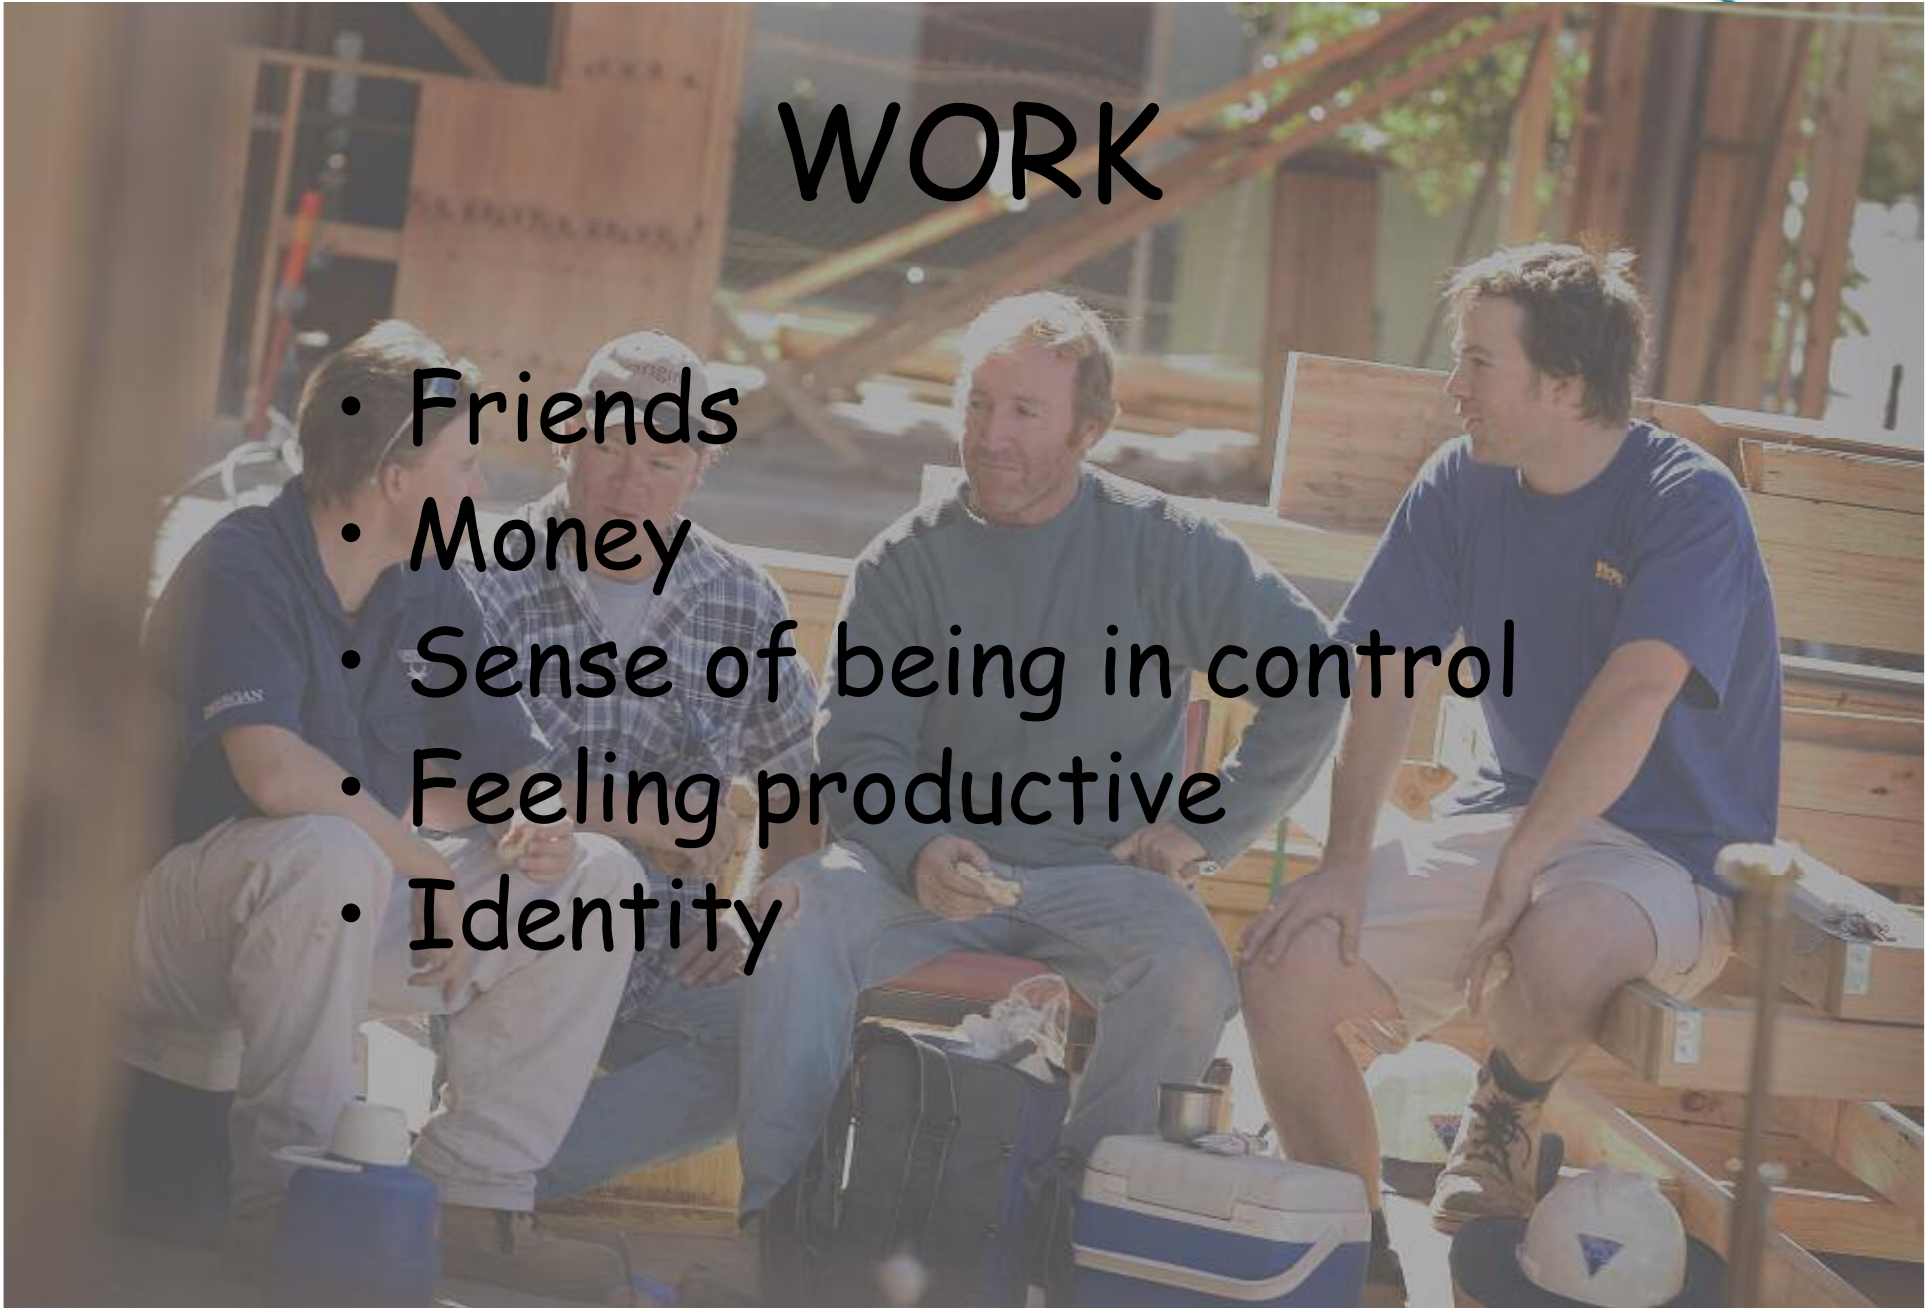 WORK
• Friends
• Money
• Sense of being in control
• Feeling productive
• Identity